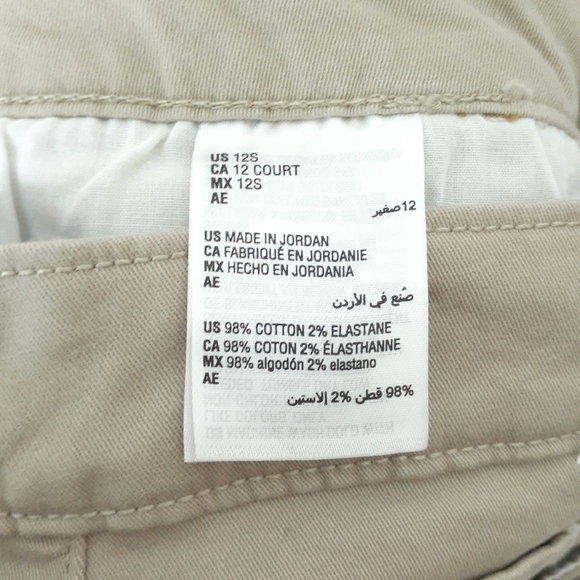 US 12S
CA 12 COURT
MX 12S
AE
12صغير
US MADE IN JORDAN
CA FABRIQUÉ EN JORDANIE
MX HECHO EN JORDANIA
AE
صُنع في الأردن
US 98% COTTON 2% ELASTANE
CA 98% COTON 2% ÉLASTHANNE
MX 98% algodón 2% elastano
AE
98% قطن 2% إلاستين